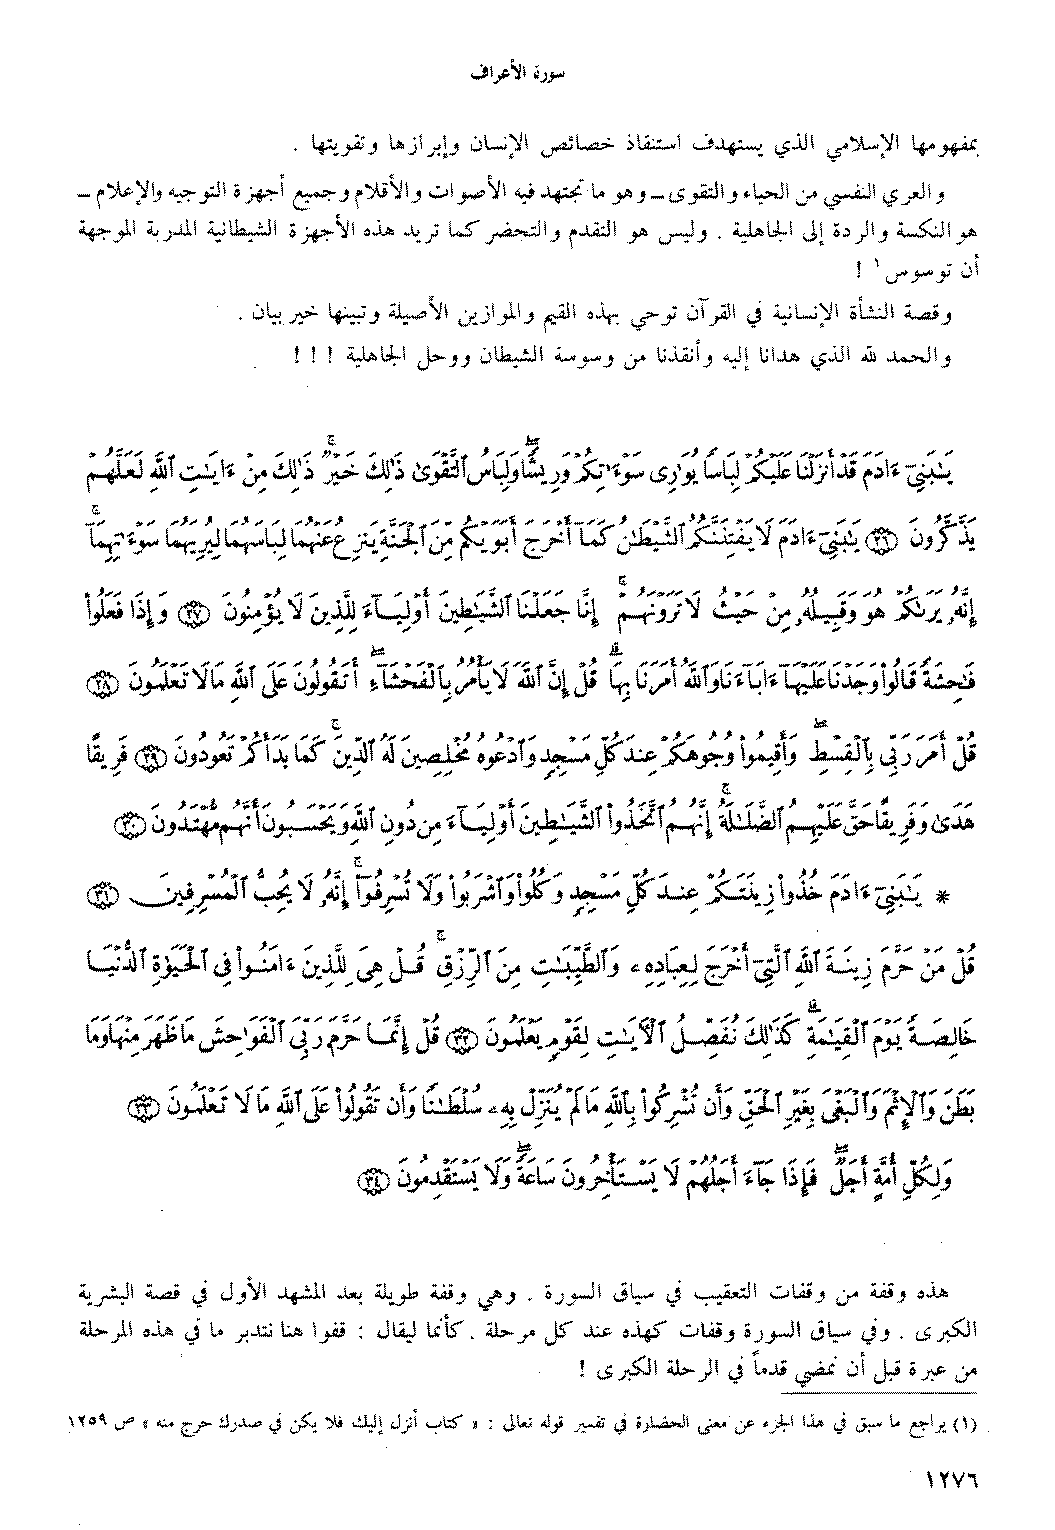 سورة الأعراف
بمفهومها الإسلامي الذي يستهدف استنقاذ خصائص الإنسان وإبرازها وتقويتها .
والعري النفسي من الحياء والتقوى ــ وهو ما تجتهد فيه الأصوات والأقلام وجميع أجهزة التوجيه والإعلام ــ
هو النكسة والردة إلى الجاهلية . وليس هو التقدم والتحضر كما تريد هذه الأجهزة الشيطانية المدربة الموجهة
أن توسوس ١ !
وقصة النشأة الإنسانية في القرآن توحي بهذه القيم والموازين الأصيلة وتبينها خير بيان .
والحمد لله الذي هدانا إليه وأنقذنا من وسوسة الشيطان ووحل الجاهلية ! ! !
يَٰبَنِيٓ ءَادَمَ قَدْ أَنزَلْنَا عَلَيْكُمْ لِبَاسًا يُوَٰرِى سَوْءَٰتِكُمْ وَرِيشًاۖ وَلِبَاسُ ٱلتَّقْوَىٰ ذَٰلِكَ خَيْرٌۚ ذَٰلِكَ مِنْ ءَايَٰتِ ٱللَّهِ لَعَلَّهُمْ
يَذَّكَّرُونَ ٢٦ يَٰبَنِيٓ ءَادَمَ لَا يَفْتِنَنَّكُمُ ٱلشَّيْطَٰنُ كَمَآ أَخْرَجَ أَبَوَيْكُم مِّنَ ٱلْجَنَّةِ يَنزِعُ عَنْهُمَا لِبَاسَهُمَا لِيُرِيَهُمَا سَوْءَٰتِهِمَآۚ
إِنَّهُۥ يَرَىٰكُمْ هُوَ وَقَبِيلُهُۥ مِنْ حَيْثُ لَا تَرَوْنَهُمْۗ إِنَّا جَعَلْنَا ٱلشَّيَٰطِينَ أَوْلِيَآءَ لِلَّذِينَ لَا يُؤْمِنُونَ ٢٧ وَإِذَا فَعَلُوا۟
فَٰحِشَةً قَالُوا۟ وَجَدْنَا عَلَيْهَآ ءَابَآءَنَا وَٱللَّهُ أَمَرَنَا بِهَاۗ قُلْ إِنَّ ٱللَّهَ لَا يَأْمُرُ بِٱلْفَحْشَآءِۖ أَتَقُولُونَ عَلَى ٱللَّهِ مَا لَا تَعْلَمُونَ ٢٨
قُلْ أَمَرَ رَبِّى بِٱلْقِسْطِۖ وَأَقِيمُوا۟ وُجُوهَكُمْ عِندَ كُلِّ مَسْجِدٍ وَٱدْعُوهُ مُخْلِصِينَ لَهُ ٱلدِّينَۚ كَمَا بَدَأَكُمْ تَعُودُونَ ٢٩ فَرِيقًا
هَدَىٰ وَفَرِيقًا حَقَّ عَلَيْهِمُ ٱلضَّلَٰلَةُۚ إِنَّهُمُ ٱتَّخَذُوا۟ ٱلشَّيَٰطِينَ أَوْلِيَآءَ مِن دُونِ ٱللَّهِ وَيَحْسَبُونَ أَنَّهُم مُّهْتَدُونَ ٣٠
* يَٰبَنِيٓ ءَادَمَ خُذُوا۟ زِينَتَكُمْ عِندَ كُلِّ مَسْجِدٍ وَكُلُوا۟ وَٱشْرَبُوا۟ وَلَا تُسْرِفُوٓا۟ۚ إِنَّهُۥ لَا يُحِبُّ ٱلْمُسْرِفِينَ ٣١
قُلْ مَنْ حَرَّمَ زِينَةَ ٱللَّهِ ٱلَّتِىٓ أَخْرَجَ لِعِبَادِهِۦ وَٱلطَّيِّبَٰتِ مِنَ ٱلرِّزْقِۚ قُلْ هِىَ لِلَّذِينَ ءَامَنُوا۟ فِى ٱلْحَيَوٰةِ ٱلدُّنْيَا
خَالِصَةً يَوْمَ ٱلْقِيَٰمَةِۗ كَذَٰلِكَ نُفَصِّلُ ٱلْءَايَٰتِ لِقَوْمٍ يَعْلَمُونَ ٣٢ قُلْ إِنَّمَا حَرَّمَ رَبِّىَ ٱلْفَوَٰحِشَ مَا ظَهَرَ مِنْهَا وَمَا
بَطَنَ وَٱلْإِثْمَ وَٱلْبَغْىَ بِغَيْرِ ٱلْحَقِّ وَأَن تُشْرِكُوا۟ بِٱللَّهِ مَا لَمْ يُنَزِّلْ بِهِۦ سُلْطَٰنًا وَأَن تَقُولُوا۟ عَلَى ٱللَّهِ مَا لَا تَعْلَمُونَ ٣٣
وَلِكُلِّ أُمَّةٍ أَجَلٌۖ فَإِذَا جَآءَ أَجَلُهُمْ لَا يَسْتَأْخِرُونَ سَاعَةًۖ وَلَا يَسْتَقْدِمُونَ ٣٤
هذه وقفة من وقفات التعقيب في سياق السورة . وهي وقفة طويلة بعد المشهد الأول في قصة البشرية
الكبرى . وفي سياق السورة وقفات كهذه عند كل مرحلة . كأنما ليقال : قفوا هنا نتدبر ما في هذه المرحلة
من عبرة قبل أن نمضي قدماً في الرحلة الكبرى !
(١) يراجع ما سبق في هذا الجزء عن معنى الحضارة في تفسير قوله تعالى : « كتاب أنزل إليك فلا يكن في صدرك حرج منه » ص ١٢٥٩
١٢٧٦